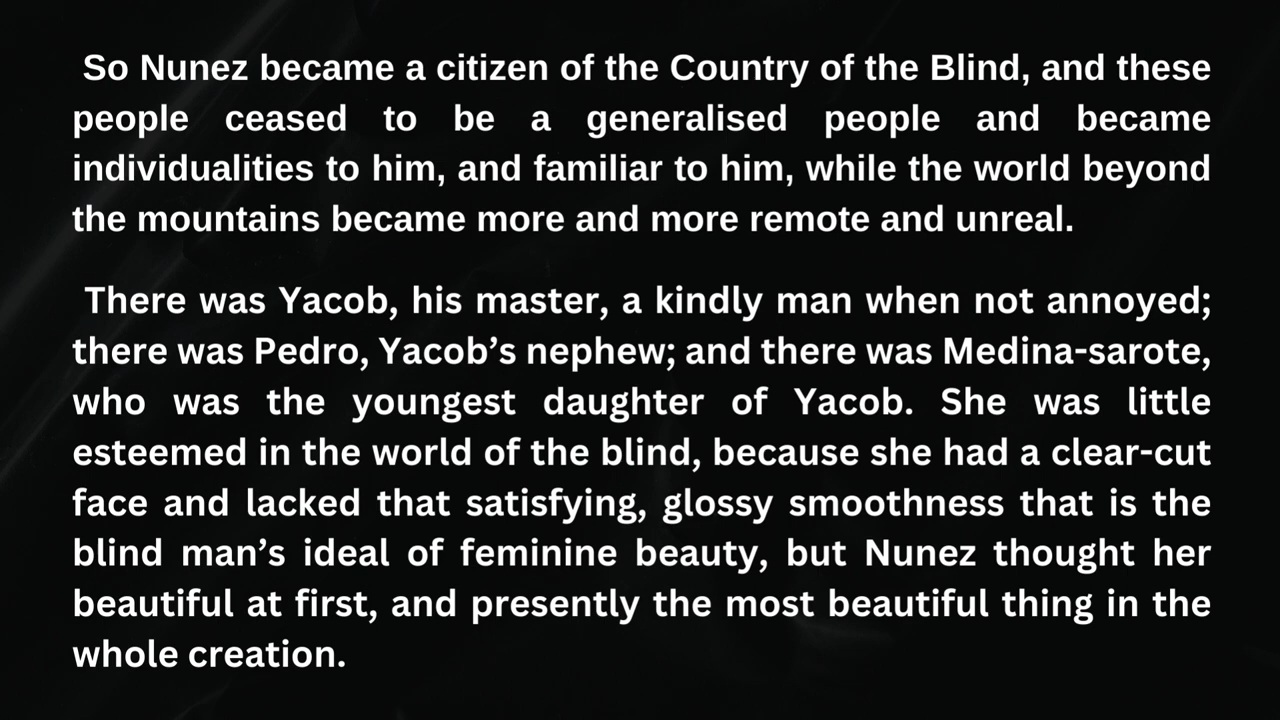 So Nunez became a citizen of the Country of the Blind, and these
people ceased to be a generalised people and became
individualities to him, and familiar to him, while the world beyond
the mountains became more and more remote and unreal.
There was Yacob, his master, a kindly man when not annoyed;
there was Pedro, Yacob’s nephew; and there was Medina-sarote,
who was the youngest daughter of Yacob. She was little
esteemed in the world of the blind, because she had a clear-cut
face and lacked that satisfying, glossy smoothness that is the
blind man’s ideal of feminine beauty, but Nunez thought her
beautiful at first, and presently the most beautiful thing in the
whole creation.